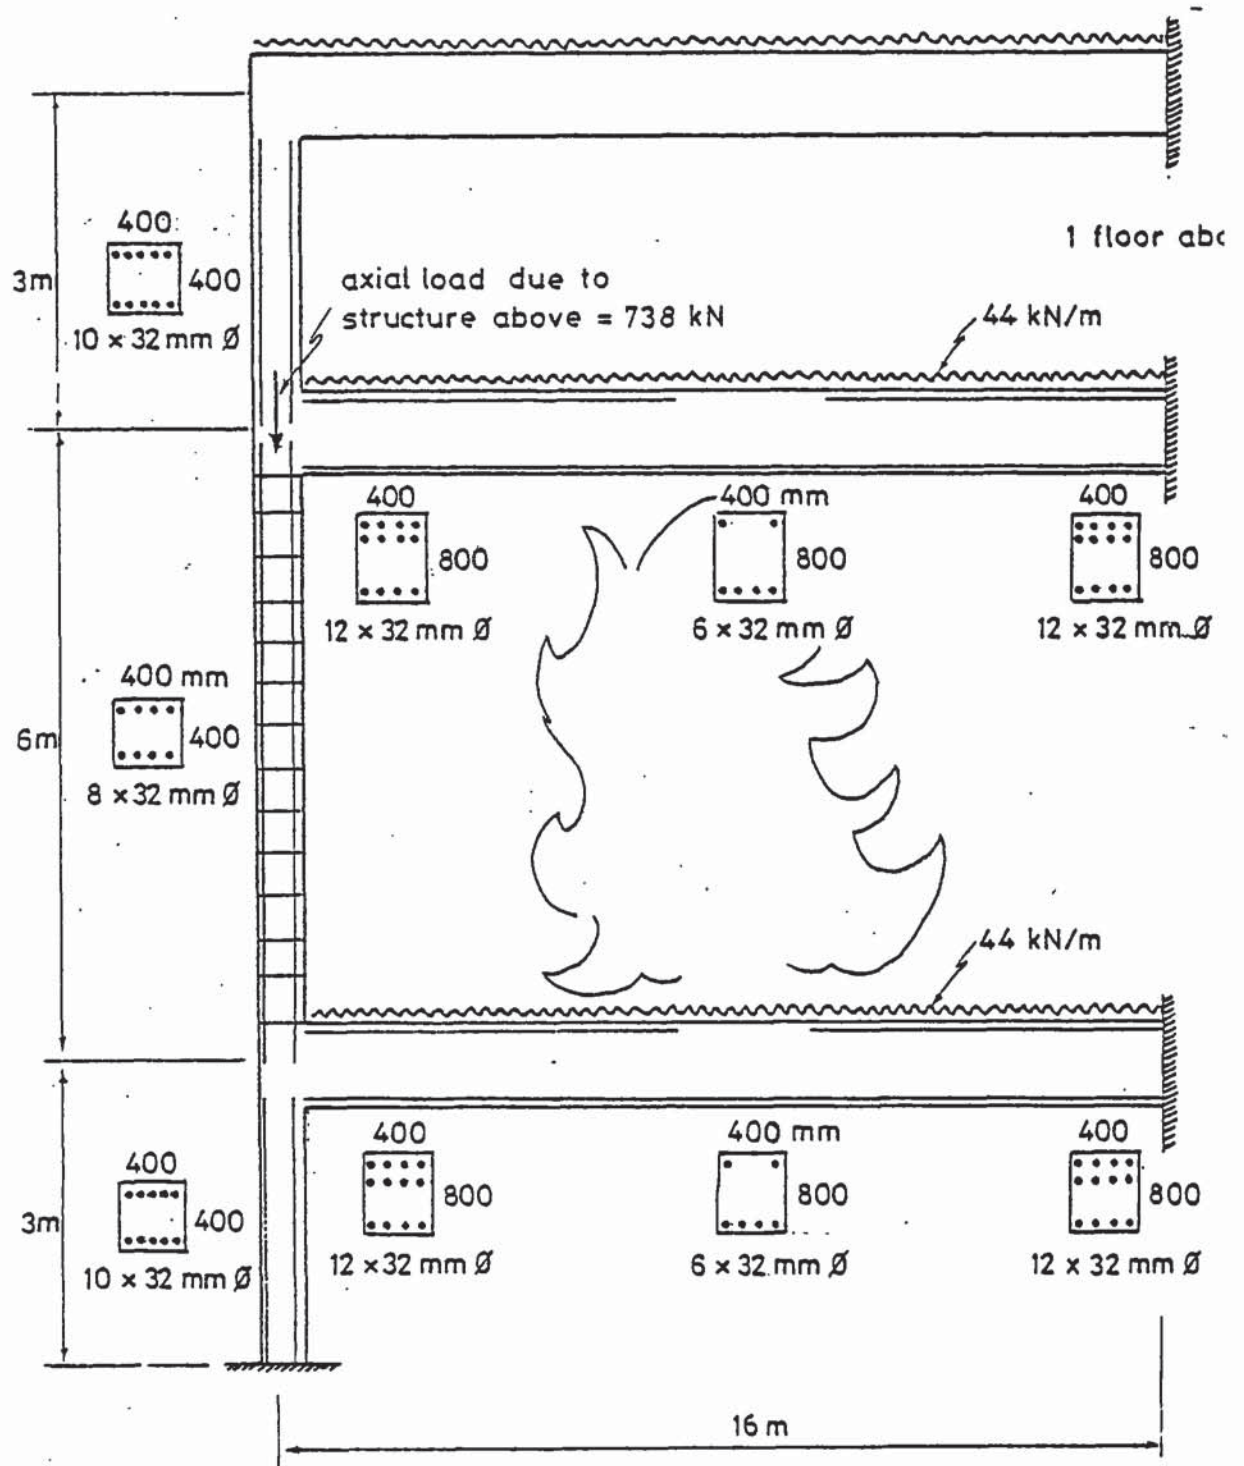 400
3m
400
10 × 32 mm Ø
axial load due to
structure above = 738 kN
1 floor abc
44 kN/m
400
800
12 × 32 mm Ø
400 mm
800
6 × 32 mm Ø
400
800
12 × 32 mm Ø
400 mm
6m
400
8 × 32 mm Ø
44 kN/m
400
3m
400
10 × 32 mm Ø
400
800
12 × 32 mm Ø
400 mm
800
6 × 32 mm Ø
400
800
12 × 32 mm Ø
16 m